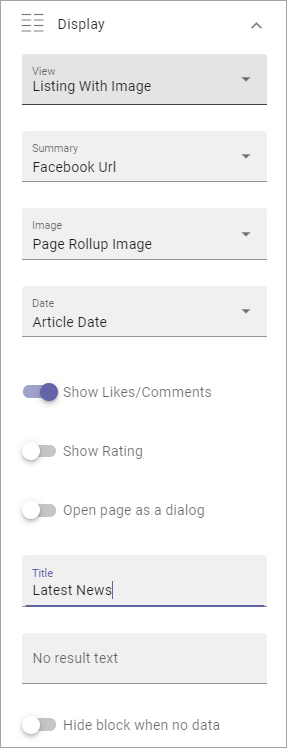 Display
View
Listing With Image
Summary
Facebook Url
Image
Page Rollup Image
Date
Article Date
Show Likes/Comments
Show Rating
Open page as a dialog
Title
Latest News
No result text
Hide block when no data